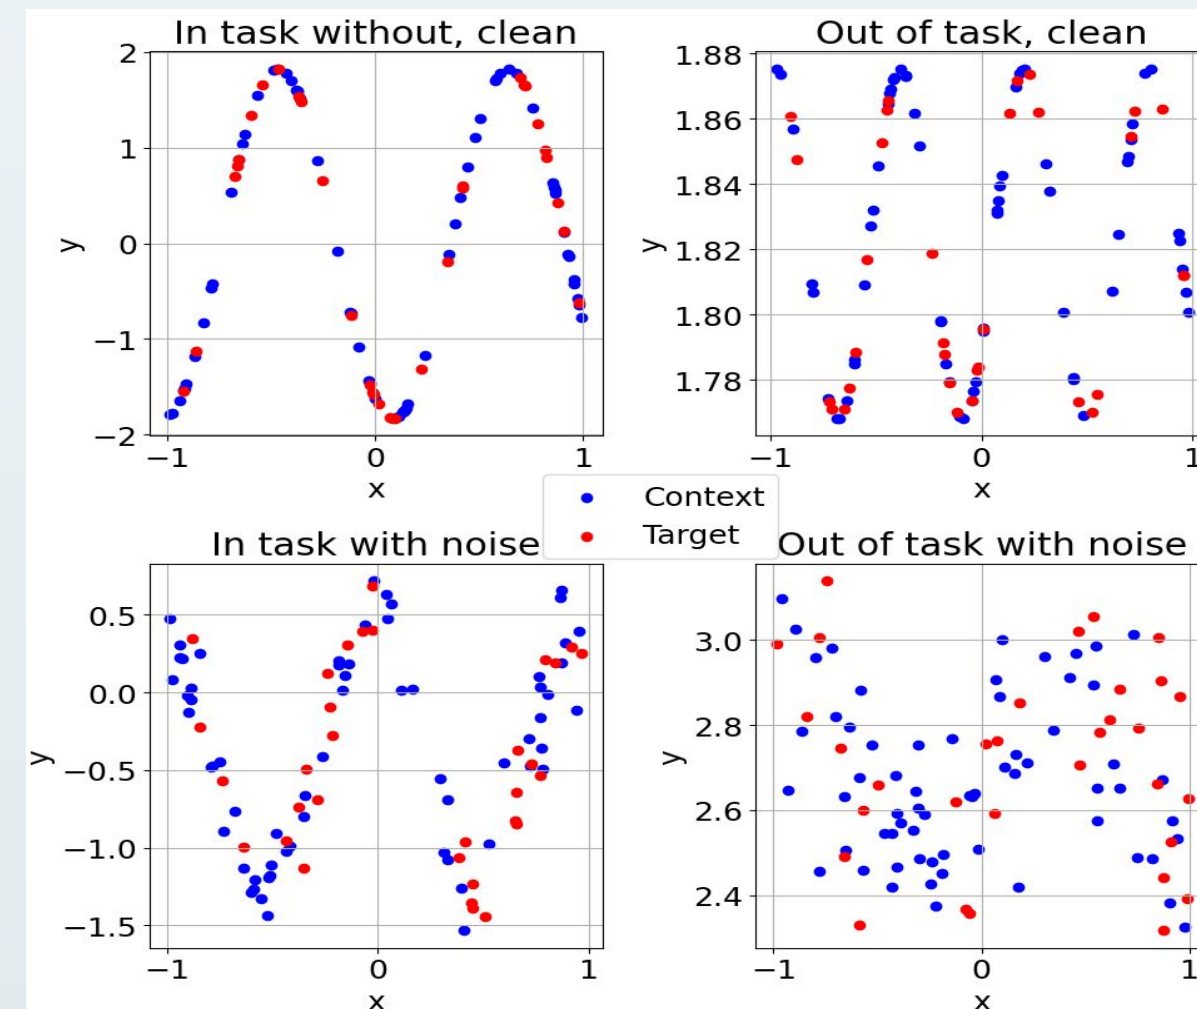 In task without, clean
2
1
0
−1
−2
−1 0 1
x
y
Out of task, clean
1.88
1.86
1.84
1.82
1.80
1.78
−1 0 1
x
y
Context
Target
In task with noise
0.5
0.0
−0.5
−1.0
−1.5
−1 0 1
x
y
Out of task with noise
3.0
2.8
2.6
2.4
−1 0 1
x
y